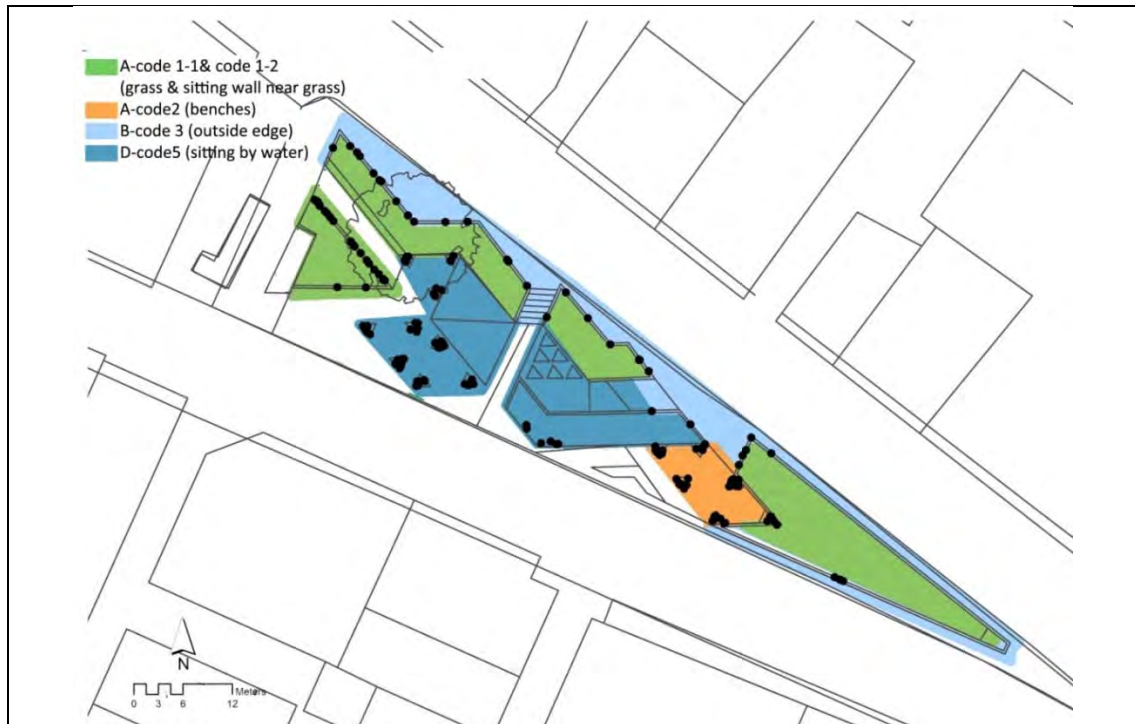 A-code 1-1& code 1-2
(grass & sitting wall near grass)
A-code2 (benches)
B-code 3 (outside edge)
D-code5 (sitting by water)
N
Meters
0 3 6 12